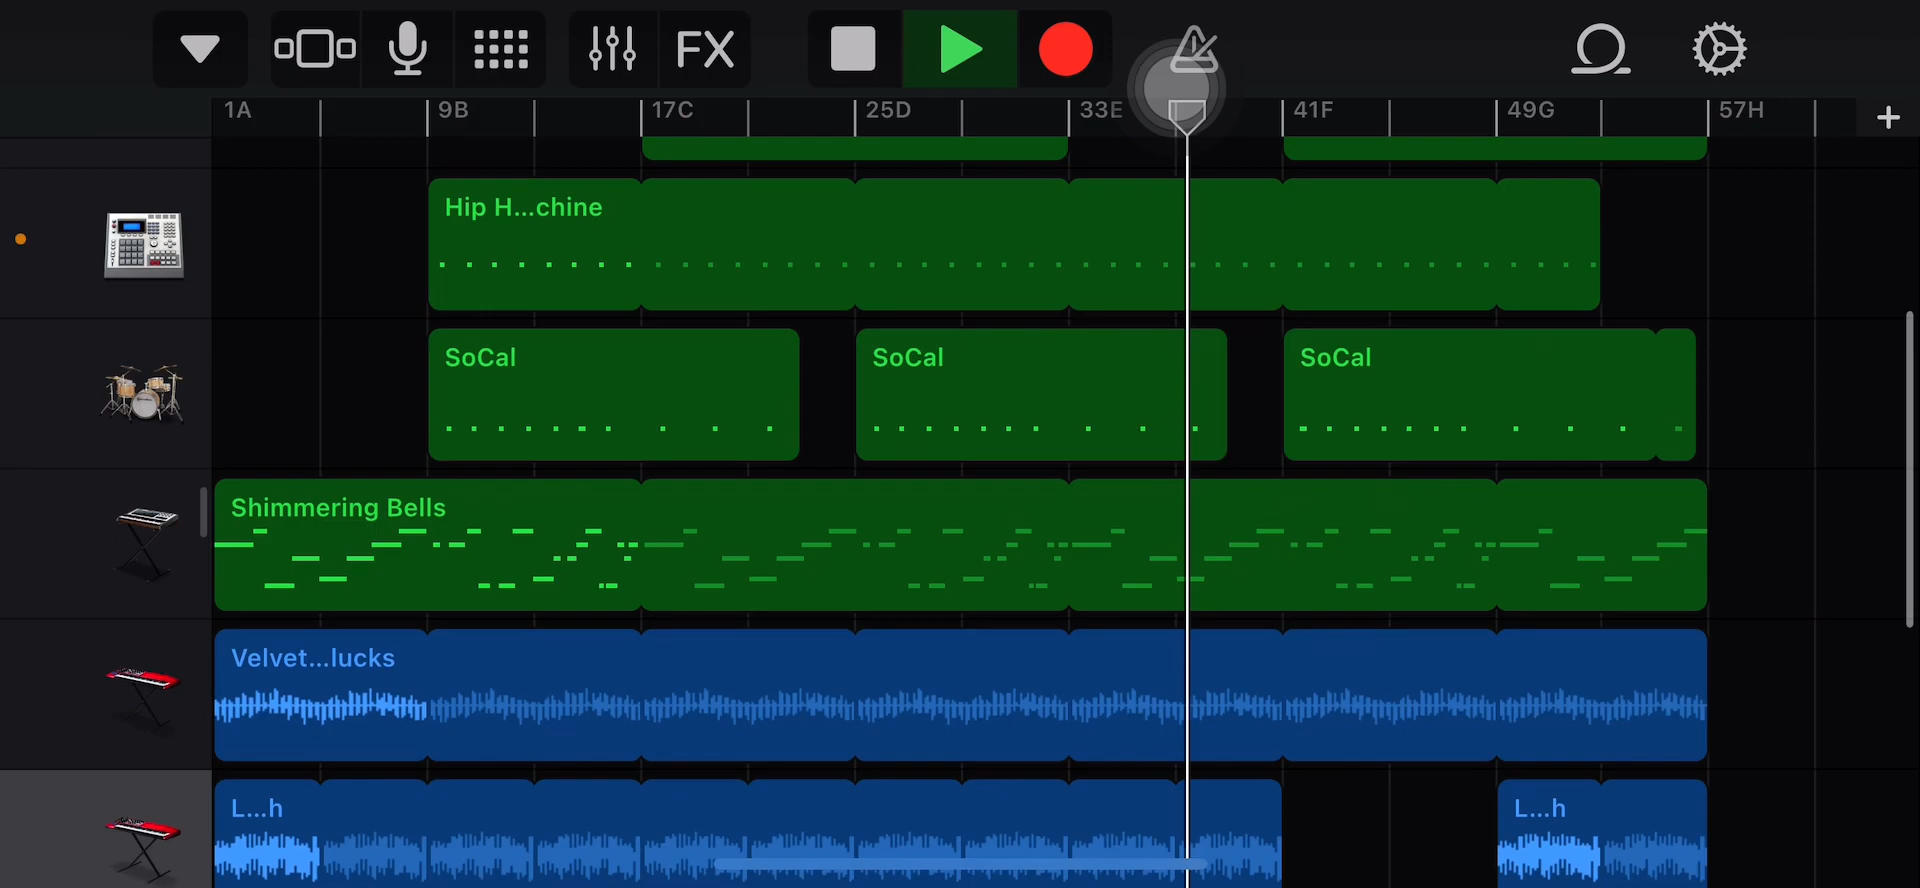 FX
1A 9B 17C 25D 33E 41F 49G 57H
Hip H...chine
SoCal SoCal SoCal
Shimmering Bells
Velvet...lucks
L...h L...h